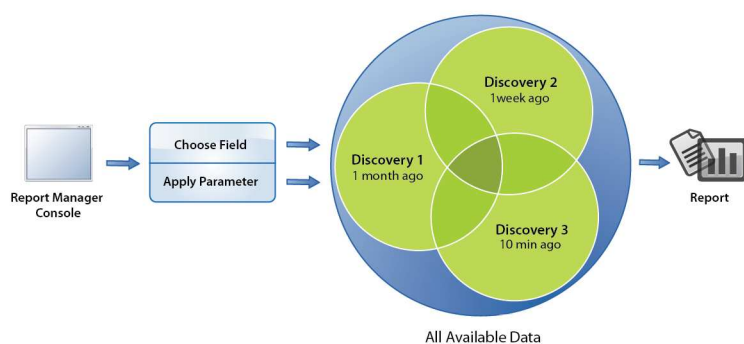 Report Manager
Console
Choose Field
Apply Parameter
Discovery 1
1 month ago
Discovery 2
1week ago
Discovery 3
10 min ago
All Available Data
Report